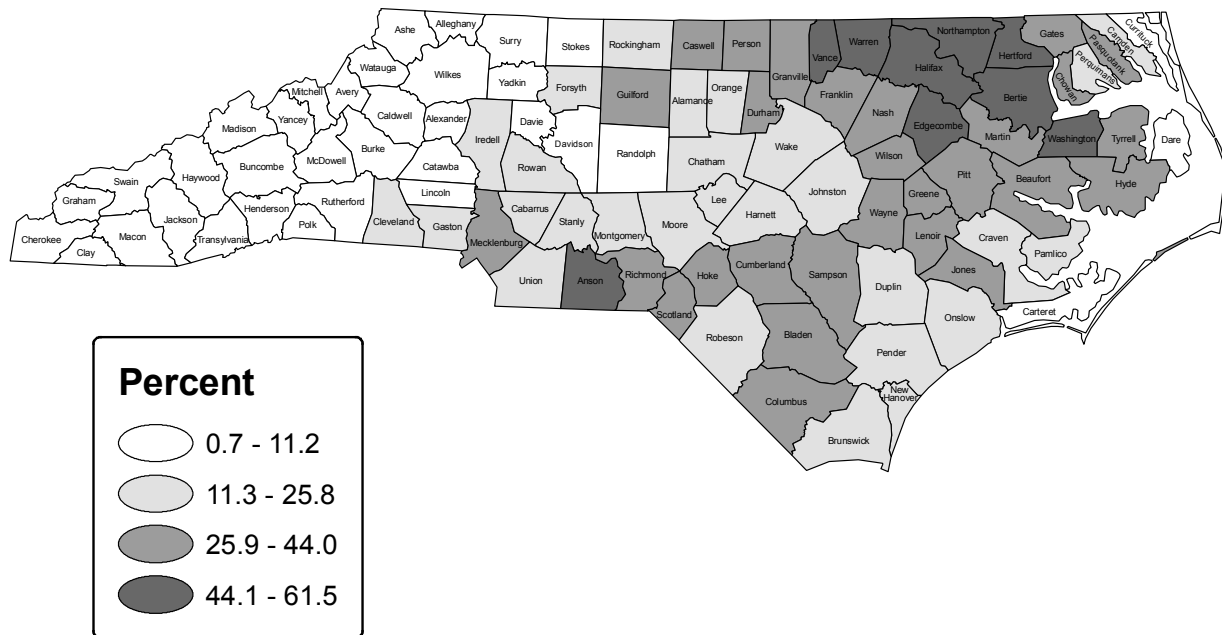 Ashe
Alleghany
Surry
Stokes
Rockingham
Caswell
Person
Vance
Warren
Northampton
Hertford
Gates
Pasquotank
Camden
Currituck
Perquimans
Chowan
Watauga
Wilkes
Yadkin
Forsyth
Guilford
Alamance
Orange
Durham
Granville
Franklin
Halifax
Bertie
Mitchell
Avery
Yancey
Madison
Caldwell
Alexander
Iredell
Davie
Davidson
Randolph
Chatham
Wake
Nash
Edgecombe
Martin
Washington
Tyrrell
Dare
Buncombe
McDowell
Burke
Catawba
Rowan
Wilson
Johnston
Pitt
Beaufort
Hyde
Swain
Haywood
Graham
Jackson
Henderson
Rutherford
Lincoln
Cleveland
Gaston
Cabarrus
Stanly
Montgomery
Moore
Lee
Harnett
Wayne
Greene
Lenoir
Craven
Pamlico
Cherokee
Clay
Macon
Transylvania
Polk
Mecklenburg
Union
Anson
Richmond
Hoke
Cumberland
Sampson
Duplin
Jones
Scotland
Robeson
Bladen
Onslow
Carteret
Pender
Columbus
New
Hanover
Brunswick
Percent
0.7 - 11.2
11.3 - 25.8
25.9 - 44.0
44.1 - 61.5